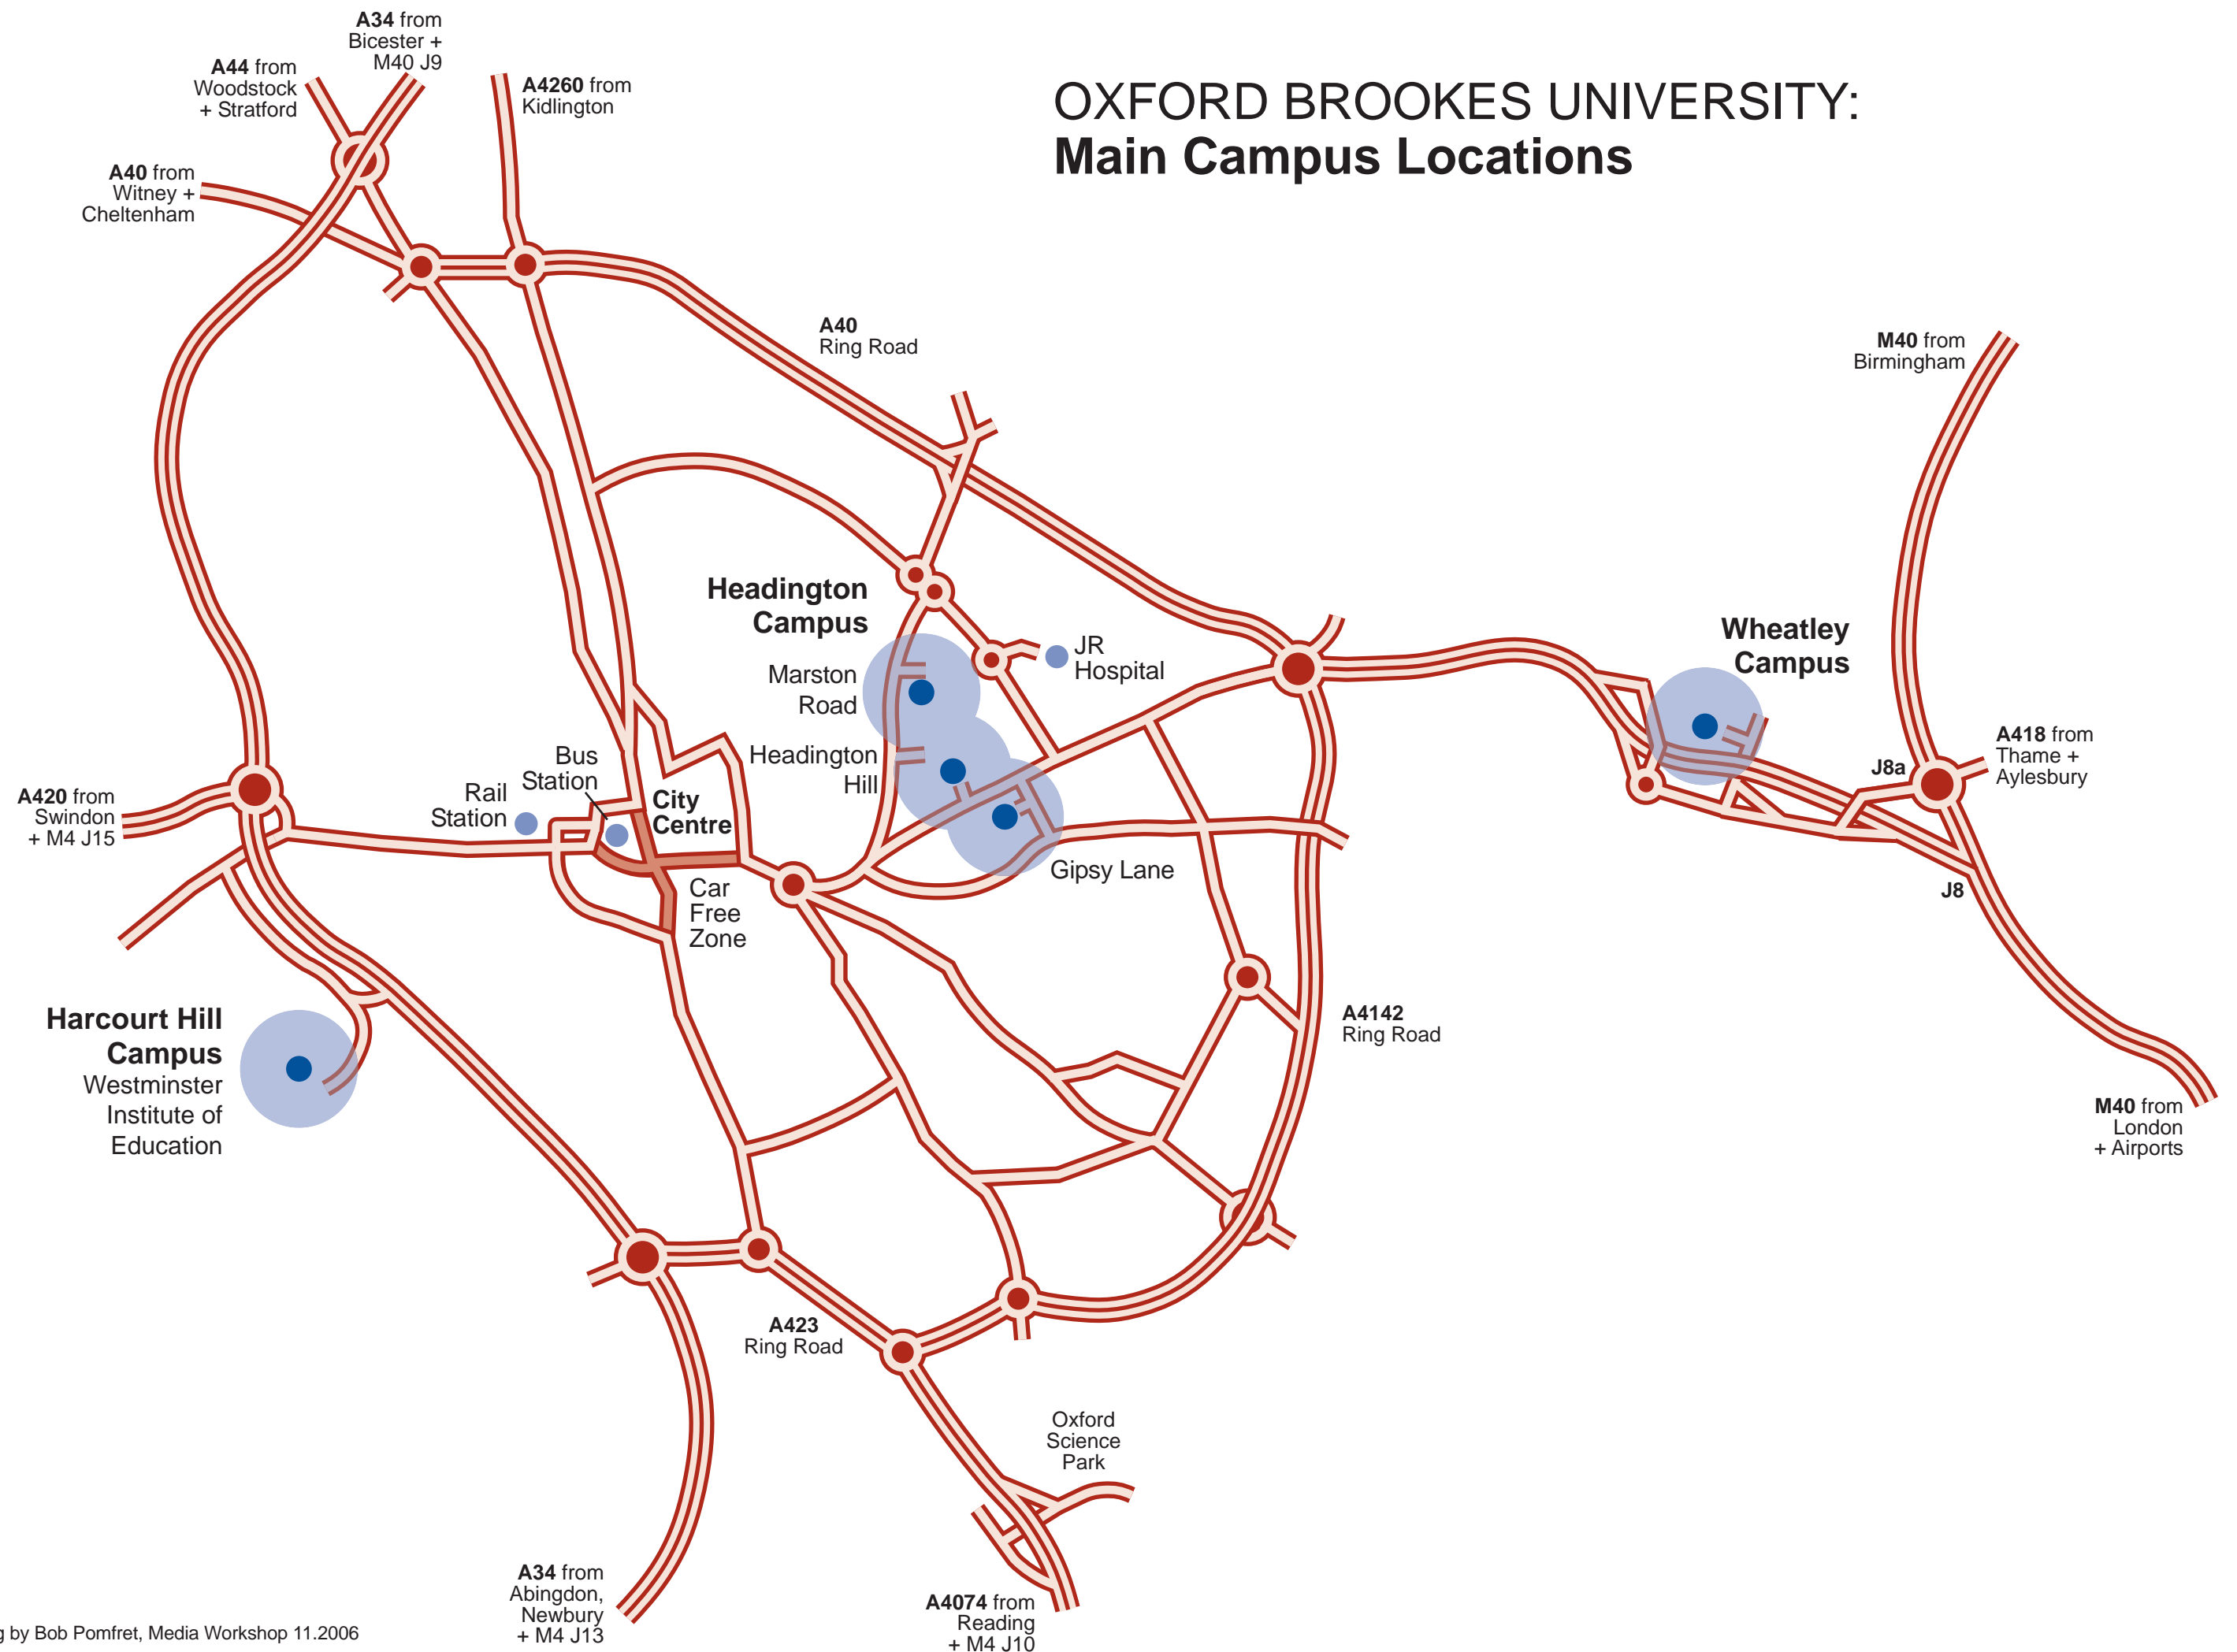 OXFORD BROOKES UNIVERSITY:
Main Campus Locations
A34 from
Bicester +
M40 J9
A44 from
Woodstock
+ Stratford
A4260 from
Kidlington
A40 from
Witney +
Cheltenham
A40
Ring Road
M40 from
Birmingham
Headington
Campus
Marston
Road
Headington
Hill
JR
Hospital
Gipsy Lane
Wheatley
Campus
J8a
A418 from
Thame +
Aylesbury
J8
Bus
Station
Rail
Station
City
Centre
Car
Free
Zone
A420 from
Swindon
+ M4 J15
Harcourt Hill
Campus
Westminster
Institute of
Education
A4142
Ring Road
M40 from
London
+ Airports
A423
Ring Road
Oxford
Science
Park
A34 from
Abingdon,
Newbury
+ M4 J13
A4074 from
Reading
+ M4 J10
by Bob Pomfret, Media Workshop 11.2006